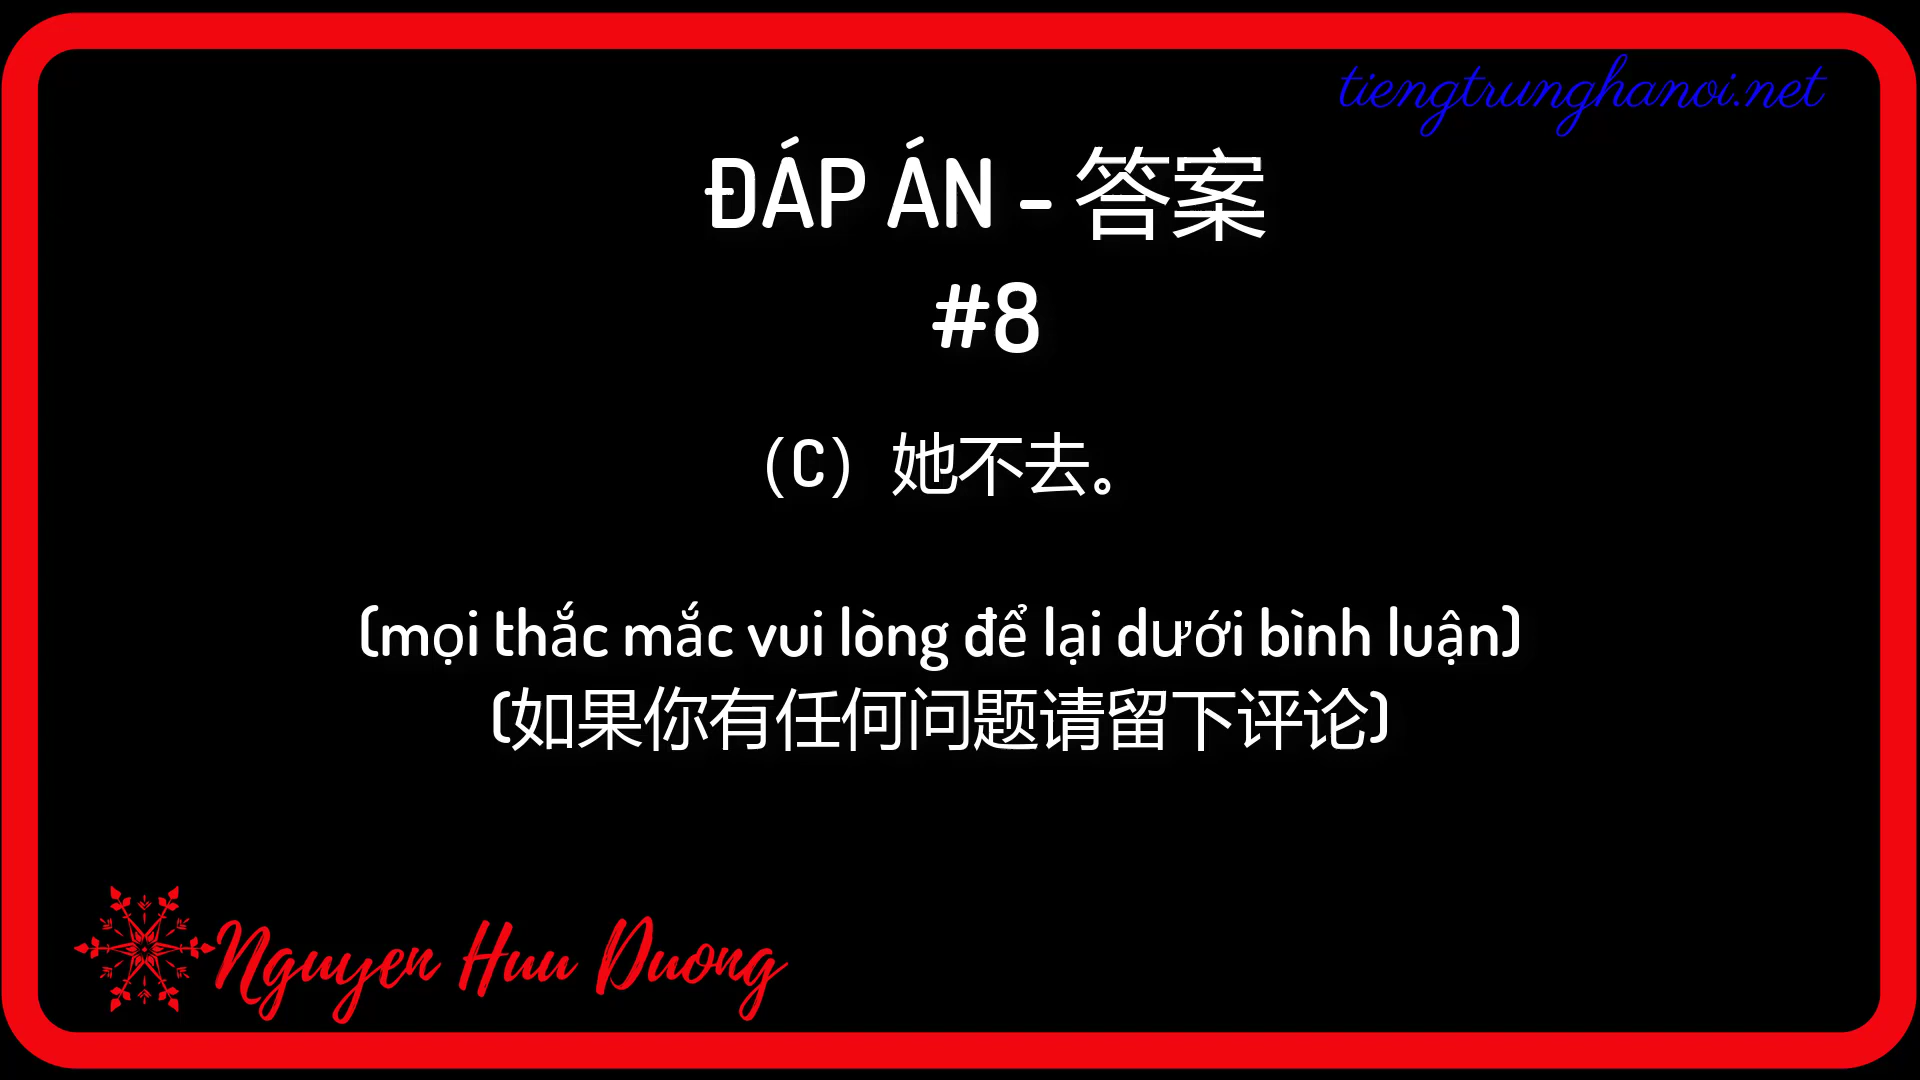 tiengtrunghanoi.net
ĐÁP ÁN - 答案
#8
（C）她不去。
(mọi thắc mắc vui lòng để lại dưới bình luận)
(如果你有任何问题请留下评论)
Nguyen Huu Duong